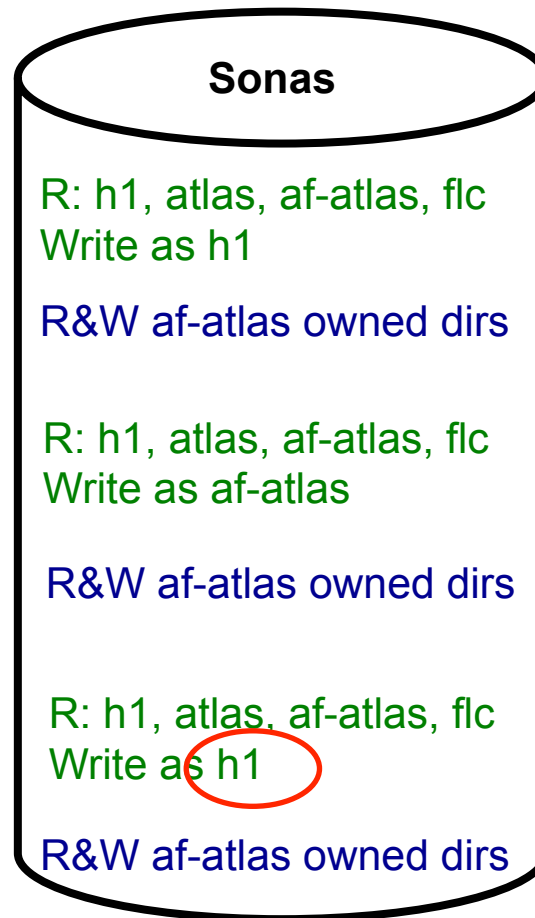 Sonas
R: h1, atlas, af-atlas, flc
Write as h1
R&W af-atlas owned dirs
R: h1, atlas, af-atlas, flc
Write as af-atlas
R&W af-atlas owned dirs
R: h1, atlas, af-atlas, flc
Write as h1
R&W af-atlas owned dirs